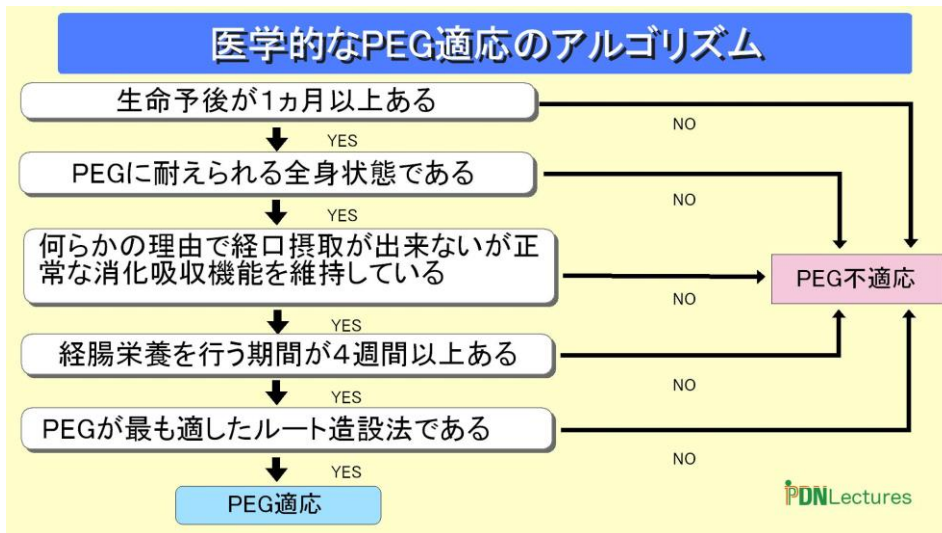 医学的なPEG適応のアルゴリズム
生命予後が1ヵ月以上ある
NO
YES
PEGに耐えられる全身状態である
NO
YES
何らかの理由で経口摂取が出来ないが正
常な消化吸収機能を維持している
PEG不適応
NO
YES
経腸栄養を行う期間が4週間以上ある
NO
YES
PEGが最も適したルート造設法である
NO
YES
PEG適応
PDNLectures